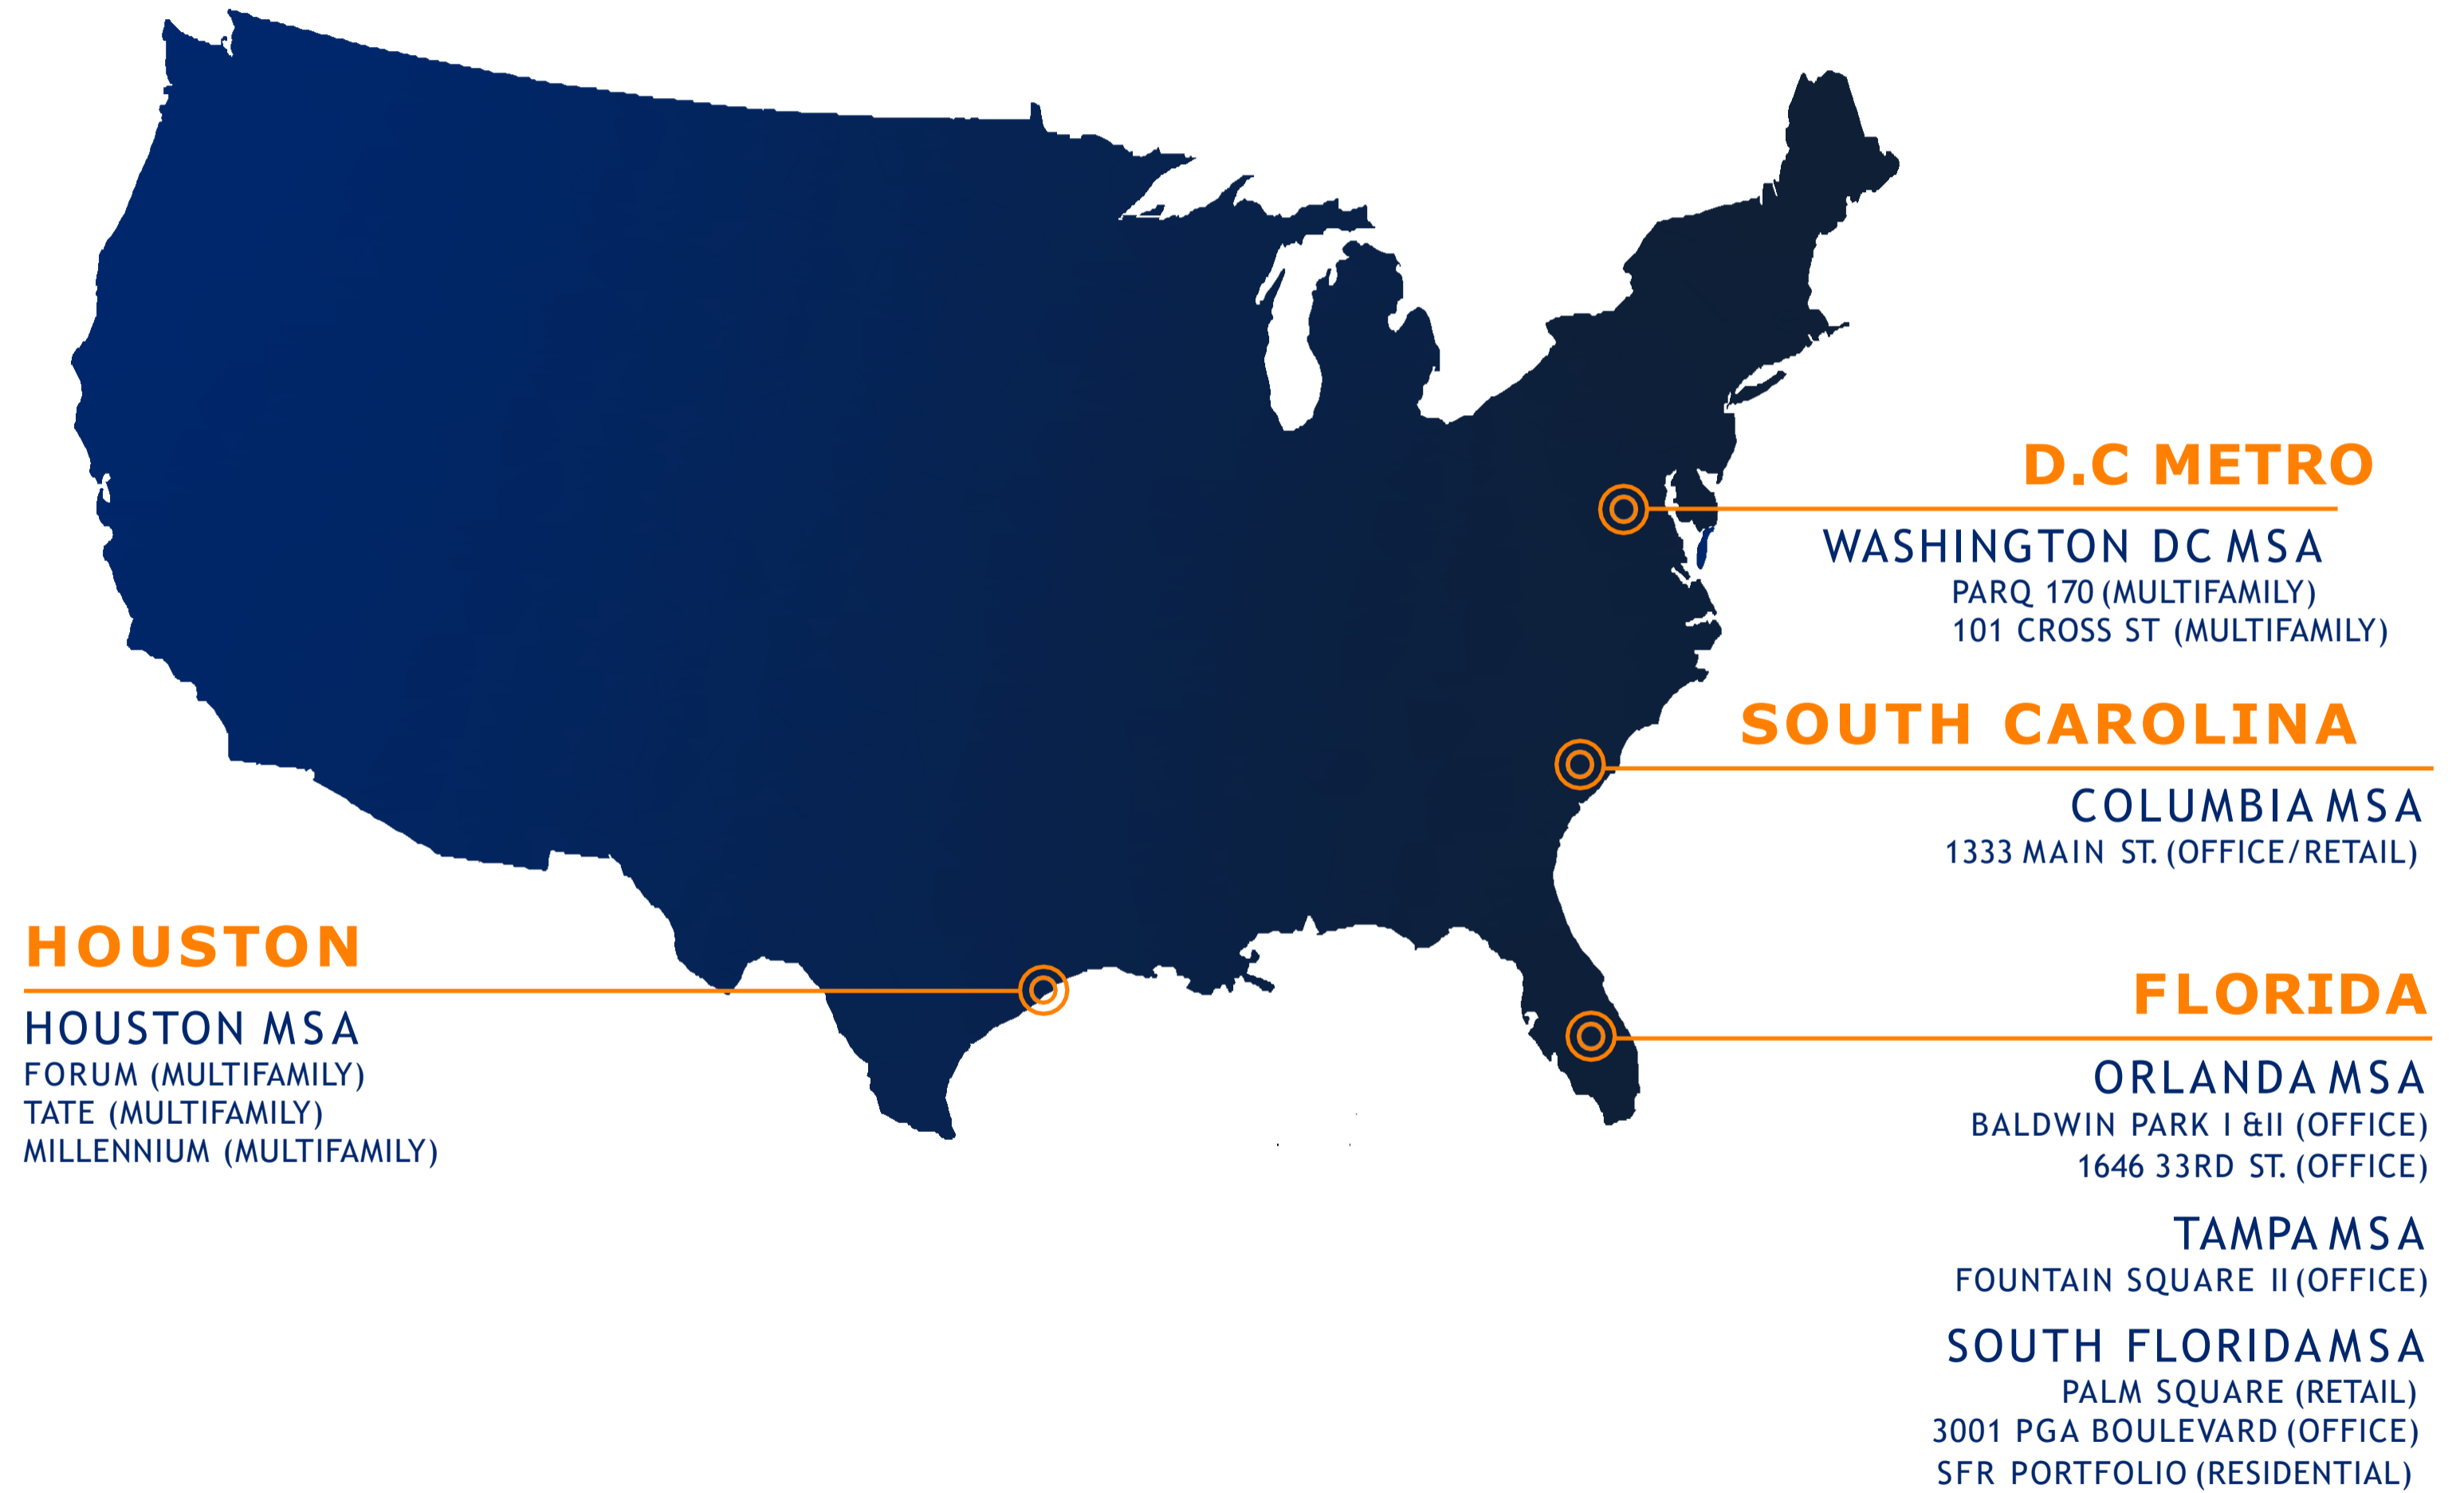 D.C METRO
WASHINGTON DC MSA
PARQ 170 (MULTIFAMILY)
101 CROSS ST (MULTIFAMILY)
SOUTH CAROLINA
COLUMBIA MSA
1333 MAIN ST. (OFFICE/RETAIL)
HOUSTON
HOUSTON MSA
FORUM (MULTIFAMILY)
TATE (MULTIFAMILY)
MILLENNIUM (MULTIFAMILY)
FLORIDA
ORLANDA MSA
BALDWIN PARK I &II (OFFICE)
1646 33RD ST. (OFFICE)
TAMPA MSA
FOUNTAIN SQUARE II (OFFICE)
SOUTH FLORIDA MSA
PALM SQUARE (RETAIL)
3001 PGA BOULEVARD (OFFICE)
SFR PORTFOLIO (RESIDENTIAL)